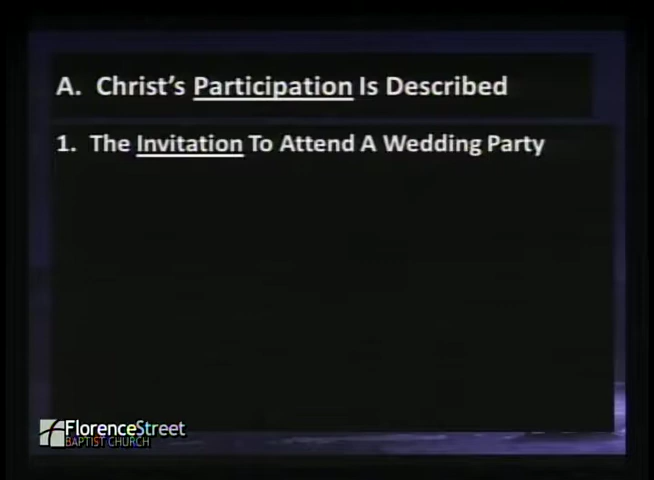 A. Christ's Participation Is Described
1. The Invitation To Attend A Wedding Party
FlorenceStreet
BAPTIST CHURCH